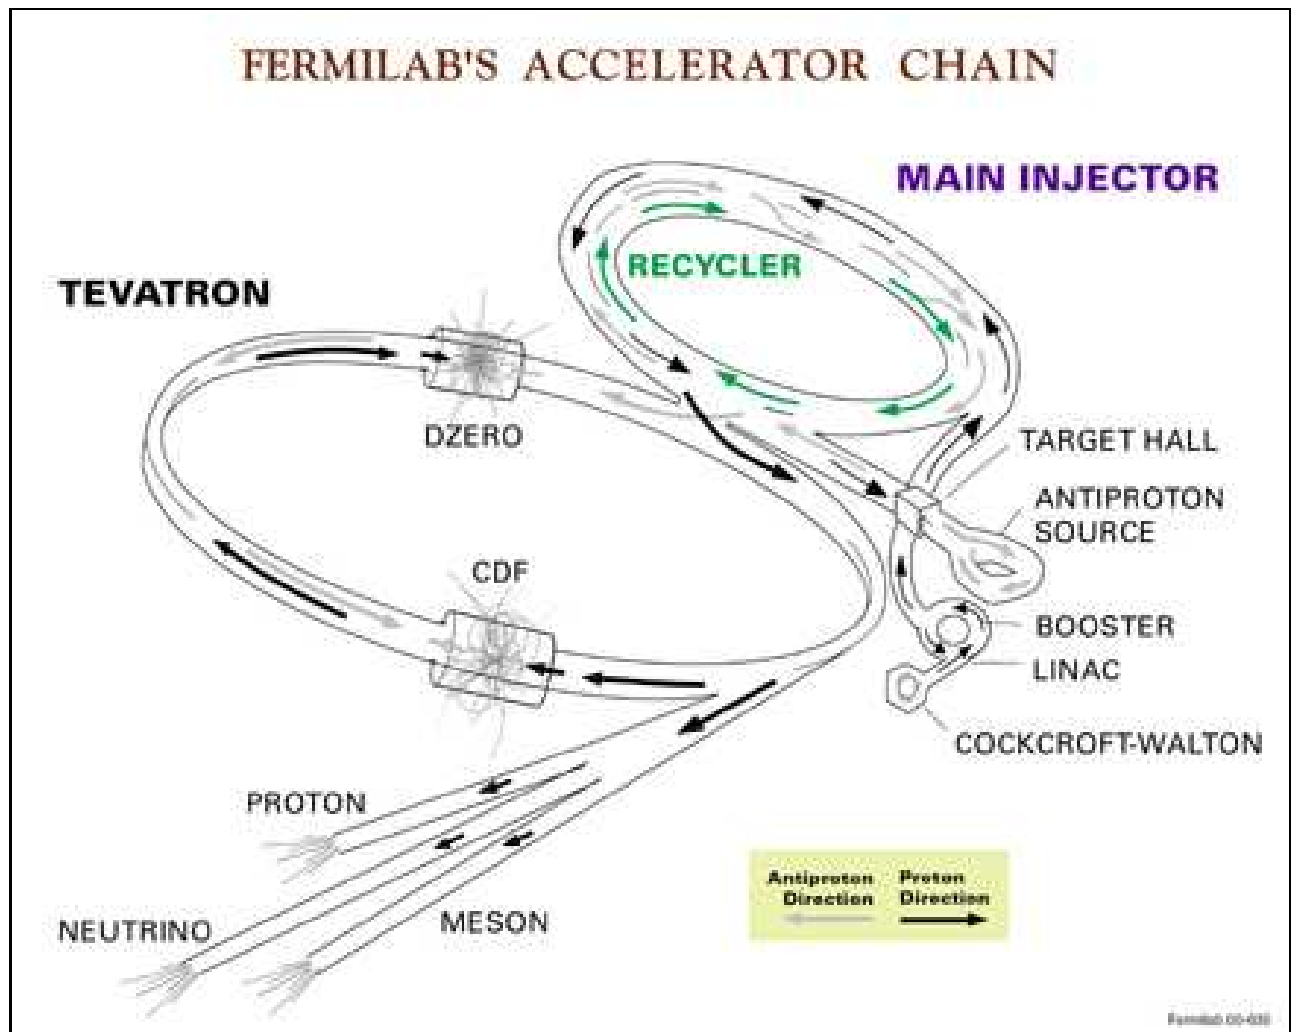 FERMILAB'S ACCELERATOR CHAIN
MAIN INJECTOR
RECYCLER
TEVATRON
DZERO
TARGET HALL
ANTIPROTON
SOURCE
CDF
BOOSTER
LINAC
COCKCROFT-WALTON
PROTON
NEUTRINO
MESON
Antiproton
Direction
Proton
Direction
Fermilab